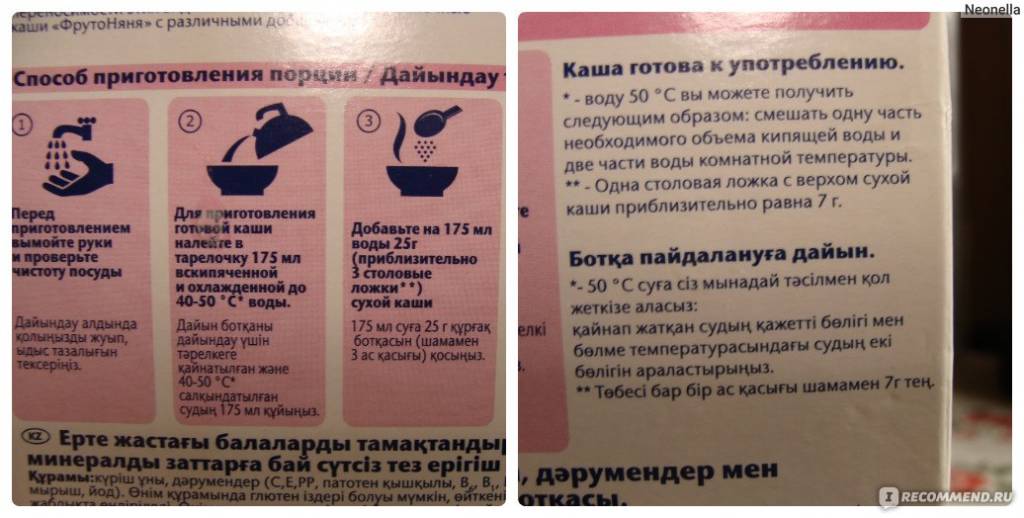 Neonella
каши «ФрутоНяня» с различными
Способ приготовления порции / Дайындау
1
Перед
приготовлением
вымойте руки
и проверьте
чистоту посуды
Дайындау алдында
қолыңызды жуып,
ыдыс тазалығын
тексеріңіз.
2
Для приготовления
готовой каши
налейте в
тарелочку 175 мл
вскипяченной
и охлажденной до
40-50 °С* воды.
Дайын ботқаны
дайындау үшін
тәрелкеге
қайнатылған және
40-50 °С*
салқындатылған
судың 175 мл құйыңыз.
3
Добавьте на 175 мл
воды 25г
(приблизительно
3 столовые
ложки**)
сухой каши
175 мл суға 25 г құрғақ
ботқасын (шамамен
3 ас қасығы) қосыңыз.
KZ Ерте жастағы балаларды
минералды заттарға бай сүтсіз тез ерігіш
Құрамы: күріш ұны, дәрумендер (С,Е,РР, патотен қышқылы, В6, В1,
мырыш, йод). Өнім құрамында глютен іздері болуы мүмкін,
Каша готова к употреблению.
* - воду 50 °С вы можете получить
следующим образом: смешать одну часть
необходимого объема кипящей воды и
две части воды комнатной температуры.
** - Одна столовая ложка с верхом сухой
каши приблизительно равна 7 г.
Ботқа пайдалануға дайын.
*- 50 °С суға сіз мынадай тәсілмен қол
жеткізе аласыз:
қайнап жатқан судың қажетті бөлігі мен
бөлме температурасындағы судың екі
бөлігін араластырыңыз.
** Төбесі бар бір ас қасығы шамамен 7г тең.
дәрумендер мен
I RECOMMEND.RU